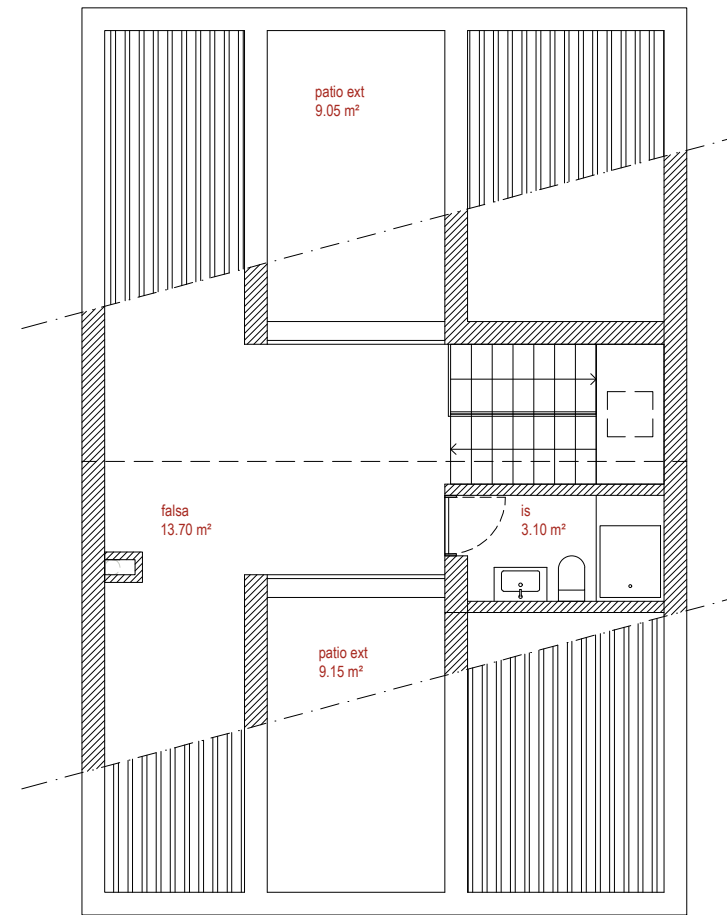 patio ext
9.05 m²
falsa
13.70 m²
is
3.10 m²
patio ext
9.15 m²